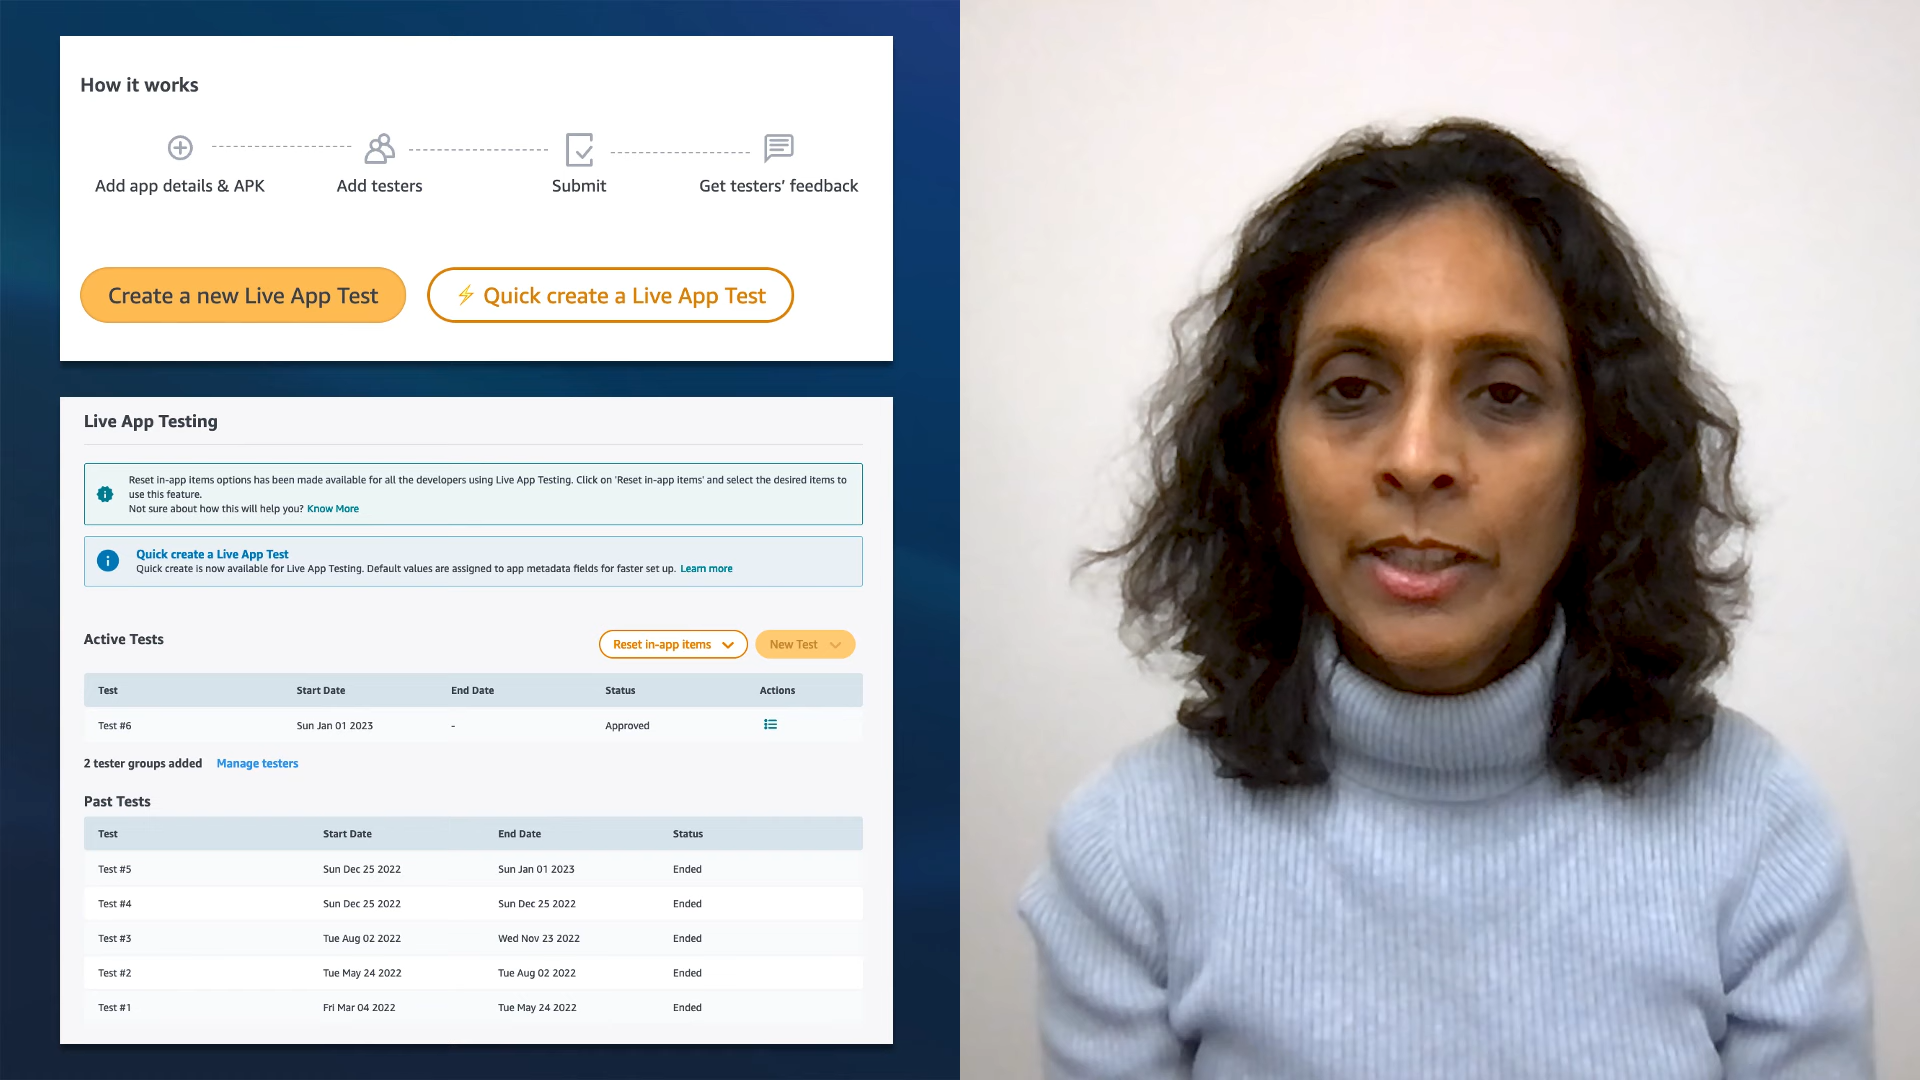 How it works
Add app details & APK
Add testers
Submit
Get testers' feedback
Create a new Live App Test
Quick create a Live App Test
Live App Testing
Reset in-app items options has been made available for all the developers using Live App Testing. Click on 'Reset in-app items' and select the desired items to
use this feature.
Not sure about how this will help you? Know More
Quick create a Live App Test
Quick create is now available for Live App Testing. Default values are assigned to app metadata fields for faster set up. Learn more
Active Tests
Reset in-app items
New Test
Test Start Date End Date Status Actions
Test #6 Sun Jan 01 2023 - Approved
2 tester groups added Manage testers
Past Tests
Test Start Date End Date Status
Test #5 Sun Dec 25 2022 Sun Jan 01 2023 Ended
Test #4 Sun Dec 25 2022 Sun Dec 25 2022 Ended
Test #3 Tue Aug 02 2022 Wed Nov 23 2022 Ended
Test #2 Tue May 24 2022 Tue Aug 02 2022 Ended
Test #1 Fri Mar 04 2022 Tue May 24 2022 Ended